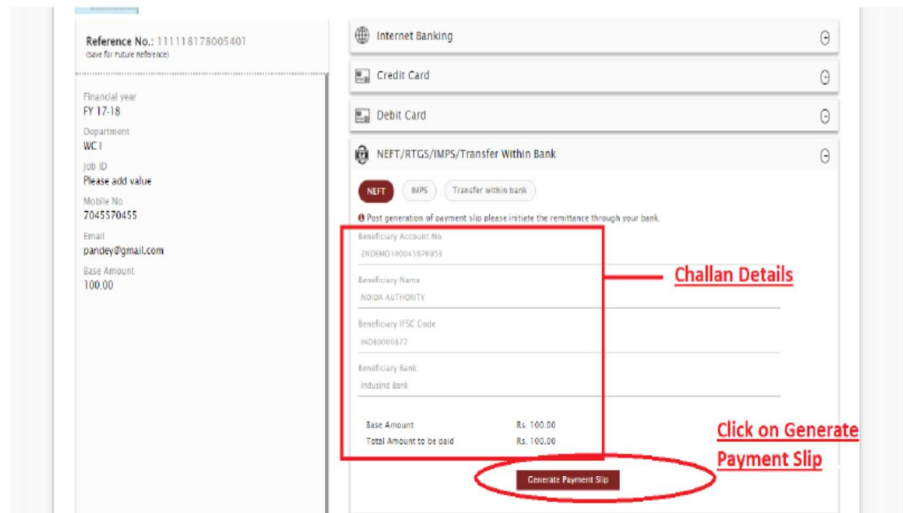 Reference No.: 111118178005401
(Save for Future Reference)
Financial year
FY 17-18
Department
WC I
Job ID
Please add value
Mobile No
7045570455
Email
pandey@gmail.com
Base Amount
100.00
Internet Banking
Credit Card
Debit Card
NEFT/RTGS/IMPS/Transfer Within Bank
NEFT IMPS Transfer within bank
Post generation of payment slip please initiate the remittance through your bank.
Beneficiary Account No.
Beneficiary Name
NOIDA AUTHORITY
Beneficiary IFSC Code
Beneficiary Bank
Indusind Bank
Base Amount Rs. 100.00
Total Amount to be paid Rs. 100.00
Generate Payment Slip
Challan Details
Click on Generate
Payment Slip